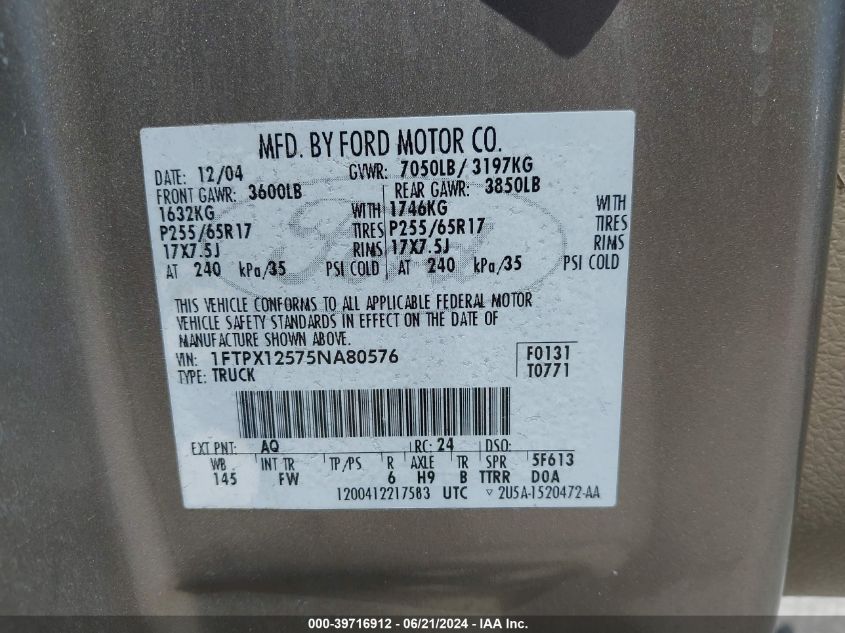 MFD. BY FORD MOTOR CO.
DATE: 12/04 GVWR: 7050LB/ 3197KG
FRONT GAWR: 3600LB REAR GAWR: 3850LB
1632KG WITH 1746KG WITH
P255/65R17 TIRES P255/65R17 TIRES
17X7.5J RIMS 17X7.5J RIMS
AT 240 kPa/35 PSI COLD AT 240 kPa/35 PSI COLD
Ford
THIS VEHICLE CONFORMS TO ALL APPLICABLE FEDERAL MOTOR
VEHICLE SAFETY STANDARDS IN EFFECT ON THE DATE OF
MANUFACTURE SHOWN ABOVE.
VIN: 1FTPX12575NA80576 F0131
TYPE: TRUCK T0771
EXT PNT: AQ RC: 24 DSO:
WB INT TR TP/PS R AXLE TR SPR 5F613
145 FW 6 H9 B TTRR DOA
1200412217583 UTC ▽ 2U5A-1520472-AA
000-39716912 - 06/21/2024 - IAA Inc.